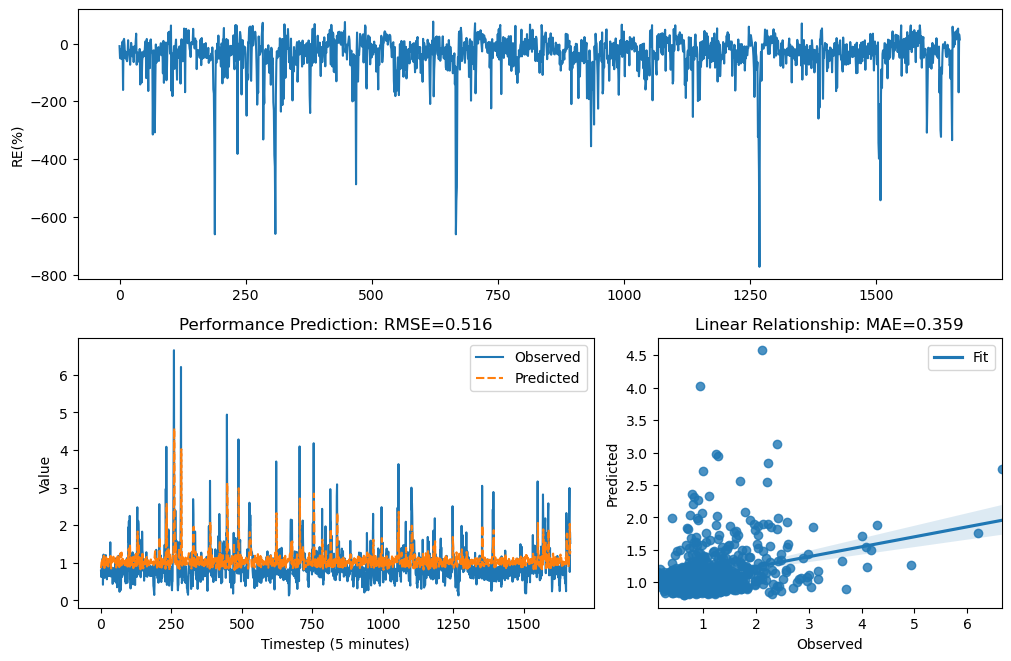 0
−200
−400
−600
−800
RE(%)
0 250 500 750 1000 1250 1500
Performance Prediction: RMSE=0.516
Observed
Predicted
6
5
4
3
2
1
0
Value
0 250 500 750 1000 1250 1500
Timestep (5 minutes)
Linear Relationship: MAE=0.359
Fit
4.5
4.0
3.5
3.0
2.5
2.0
1.5
1.0
Predicted
1 2 3 4 5 6
Observed